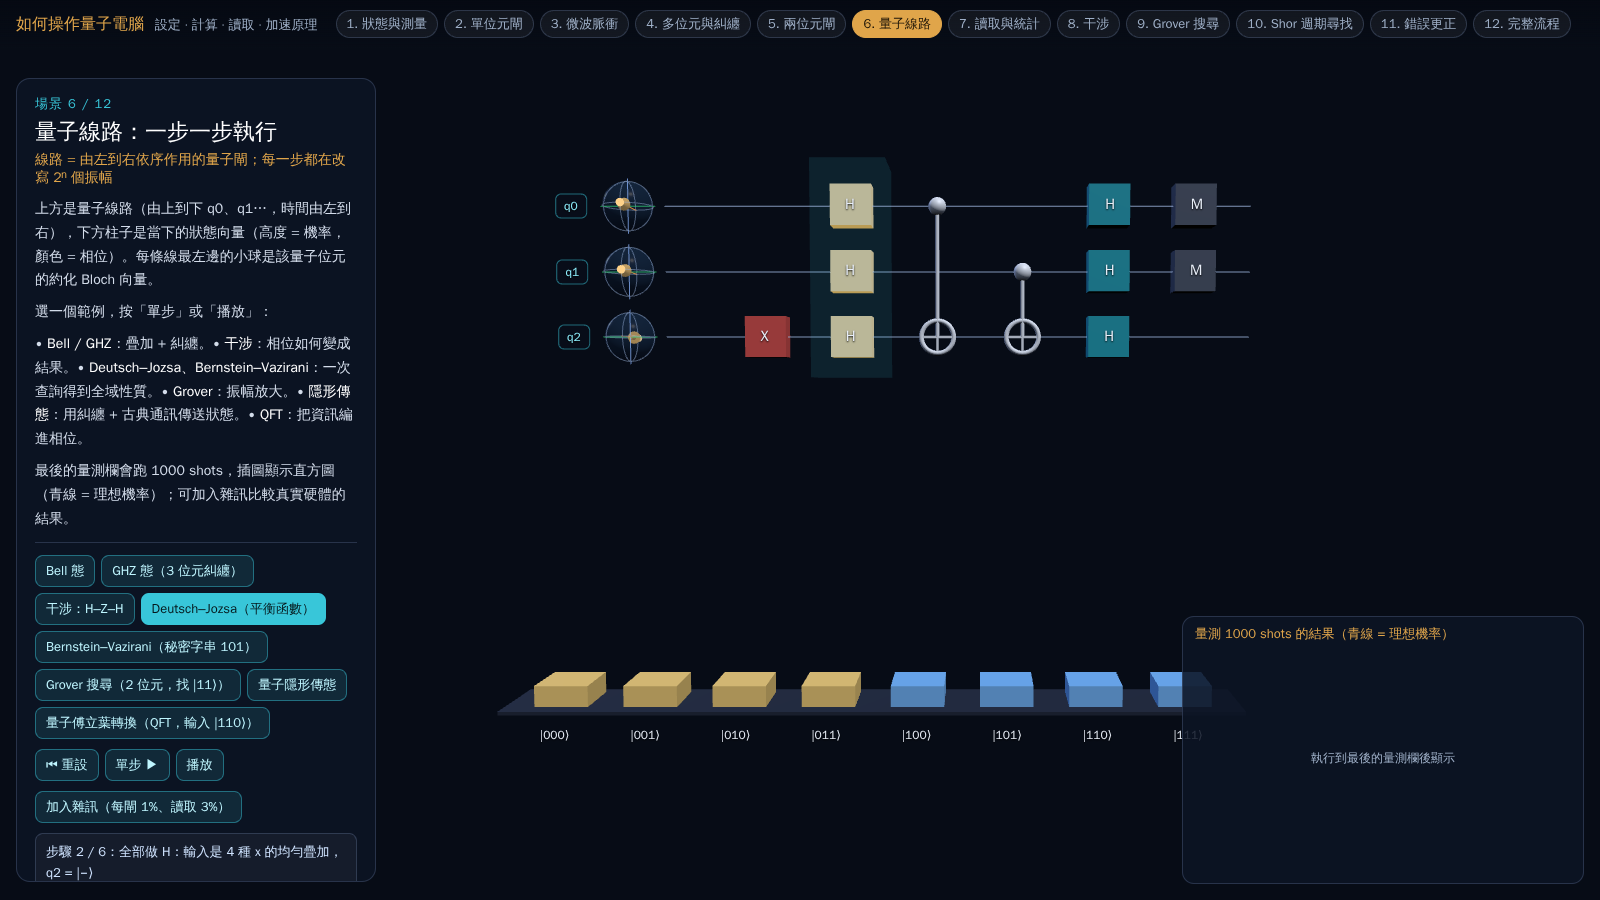 如何操作量子電腦 設定 · 計算 · 讀取 · 加速原理 1. 狀態與測量 2. 單位元閘 3. 微波脈衝 4. 多位元與糾纏 5. 兩位元閘 6. 量子線路 7. 讀取與統計 8. 干涉 9. Grover 搜尋 10. Shor 週期尋找 11. 錯誤更正 12. 完整流程
場景 6 / 12
量子線路：一步一步執行
線路 = 由左到右依序作用的量子閘；每一步都在改
寫 2ⁿ 個振幅
上方是量子線路（由上到下 q0、q1⋯，時間由左到
右），下方柱子是當下的狀態向量（高度 = 機率，
顏色 = 相位）。每條線最左邊的小球是該量子位元
的約化 Bloch 向量。
選一個範例，按「單步」或「播放」：
• Bell / GHZ：疊加 + 糾纏。• 干涉：相位如何變成
結果。• Deutsch–Jozsa、Bernstein–Vazirani：一次
查詢得到全域性質。• Grover：振幅放大。• 隱形傳
態：用糾纏 + 古典通訊傳送狀態。• QFT：把資訊編
進相位。
最後的量測欄會跑 1000 shots，插圖顯示直方圖
（青線 = 理想機率）；可加入雜訊比較真實硬體的
結果。
Bell 態 GHZ 態（3 位元糾纏）
干涉：H–Z–H Deutsch–Jozsa（平衡函數）
Bernstein–Vazirani（秘密字串 101）
Grover 搜尋（2 位元，找 |11⟩） 量子隱形傳態
量子傅立葉轉換（QFT，輸入 |110⟩）
⏮ 重設 單步 ▶ 播放
加入雜訊（每閘 1%、讀取 3%）
步驟 2 / 6：全部做 H：輸入是 4 種 x 的均勻疊加，
q2 = |−⟩
q0 H H M
q1 H H M
q2 X H H
|000⟩ |001⟩ |010⟩ |011⟩ |100⟩ |101⟩ |110⟩ |111⟩
量測 1000 shots 的結果（青線 = 理想機率）
執行到最後的量測欄後顯示